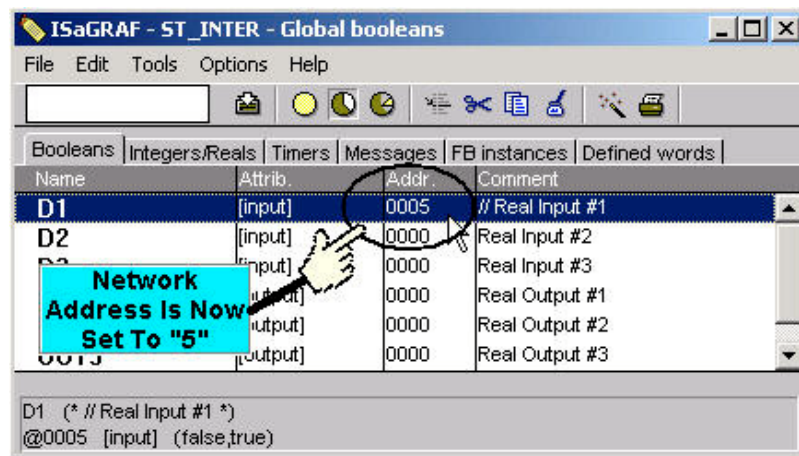 ISaGRAF - ST_INTER - Global booleans
File Edit Tools Options Help
Booleans Integers/Reals Timers Messages FB instances Defined words
Name Attrib. Addr. Comment
D1 [input] 0005 // Real Input #1
D2 [input] 0000 Real Input #2
[input] 0000 Real Input #3
0000 Real Output #1
0000 Real Output #2
[output] 0000 Real Output #3
Network
Address Is Now
Set To "5"
D1 (* // Real Input #1 *)
@0005 [input] (false,true)